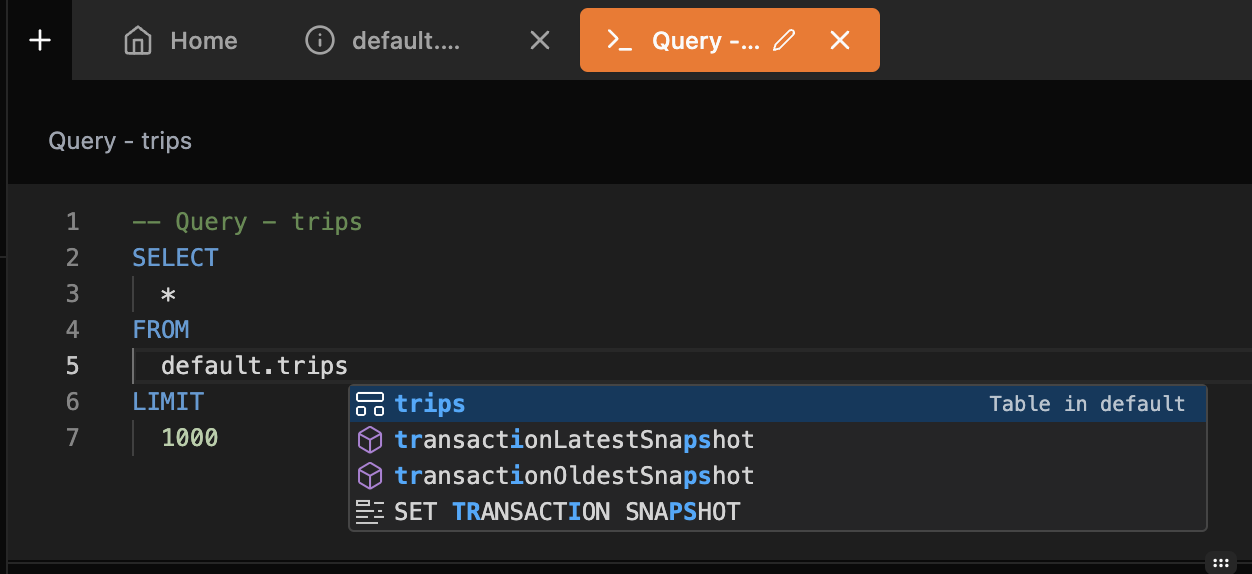 + Home default.... Query -...
Query - trips
1 -- Query - trips
2 SELECT
3 *
4 FROM
5 default.trips
6 LIMIT
7 1000
trips Table in default
transactionLatestSnapshot
transactionOldestSnapshot
SET TRANSACTION SNAPSHOT